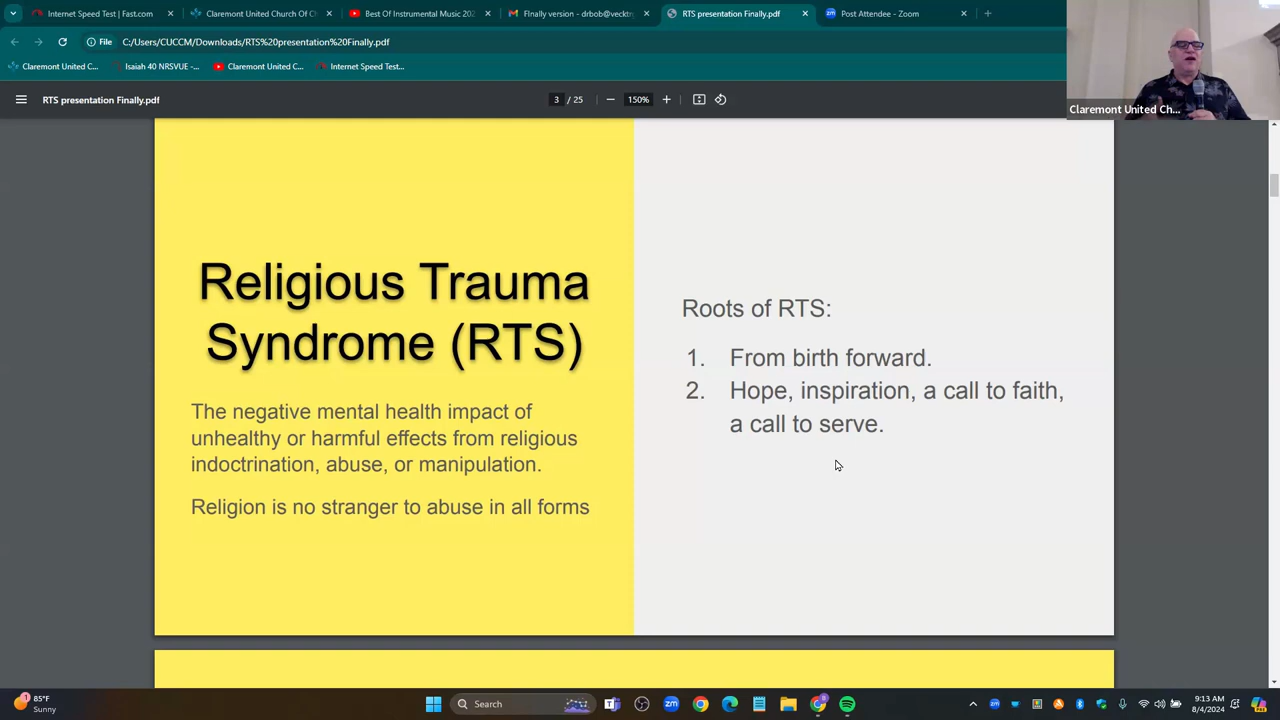 Internet Speed Test | Fast.com
Claremont United Church Of C
Best Of Instrumental Music 202
Finally version - drbob@vecktr
RTS presentation Finally.pdf
Post Attendee - Zoom
File
C:/Users/CUCCM/Downloads/RTS%20presentation%20Finally.pdf
Claremont United C...
Isaiah 40 NRSVUE -...
Claremont United C...
Internet Speed Test...
RTS presentation Finally.pdf
3 / 25
150%
Claremont United Ch...
Religious Trauma
Syndrome (RTS)
The negative mental health impact of
unhealthy or harmful effects from religious
indoctrination, abuse, or manipulation.
Religion is no stranger to abuse in all forms
Roots of RTS:
1. From birth forward.
2. Hope, inspiration, a call to faith,
a call to serve.
85°F
Sunny
Search
9:13 AM
8/4/2024